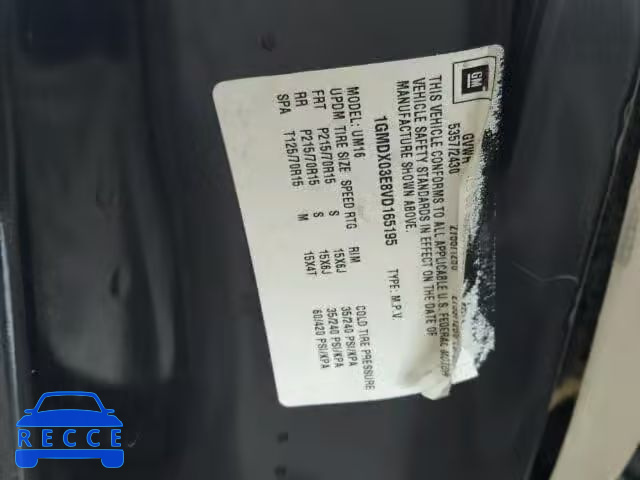 GM
GVWR
5357/2430
2700/1250
THIS VEHICLE CONFORMS TO ALL APPLICABLE U.S. FEDERAL MOTOR
VEHICLE SAFETY STANDARDS IN EFFECT ON THE DATE OF
MANUFACTURE SHOWN ABOVE.
1GMDX03E8VD165195 TYPE: M.P.V.
MODEL: UM16
UPDM TIRE SIZE SPEED RTG RIM COLD TIRE PRESSURE
FRT P215/70R15 S 15X6J 35/240 PSI/KPA
RR P215/70R15 S 15X6J 35/240 PSI/KPA
SPA T125/70R15 M 15X4T 60/420 PSI/KPA
RECCE